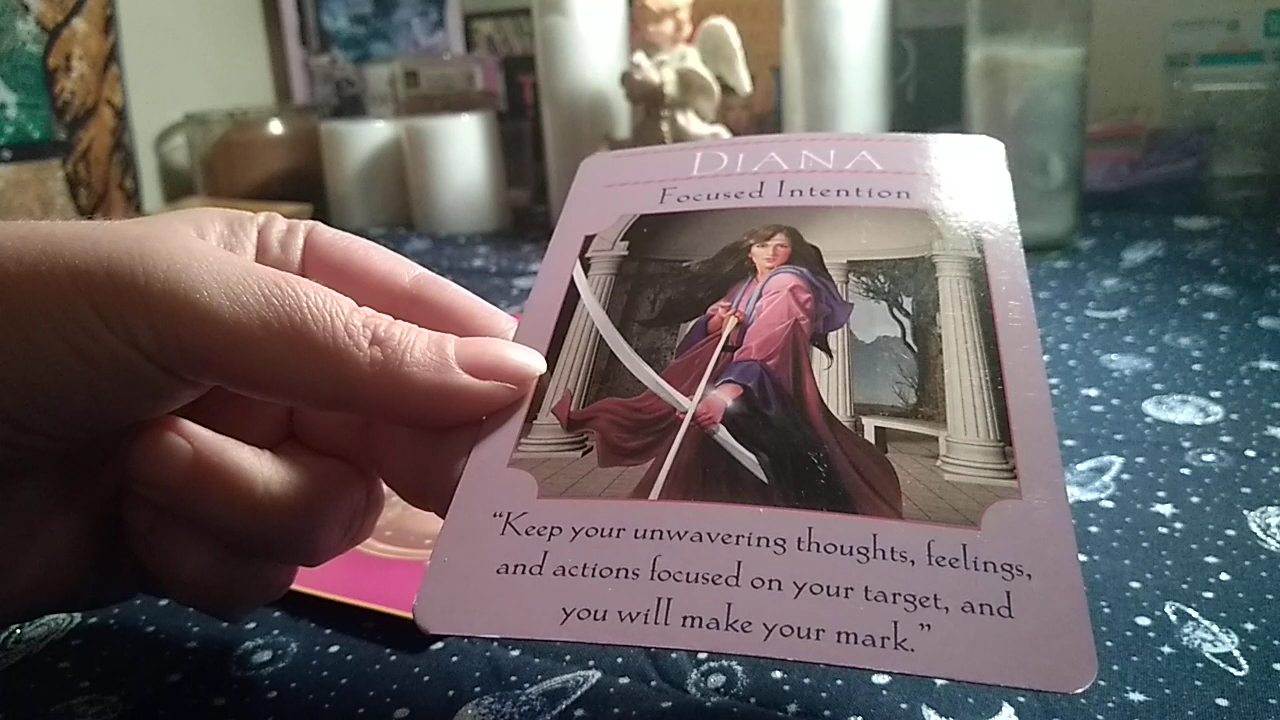 DIANA
Focused Intention
“Keep your unwavering thoughts, feelings,
and actions focused on your target, and
you will make your mark.”